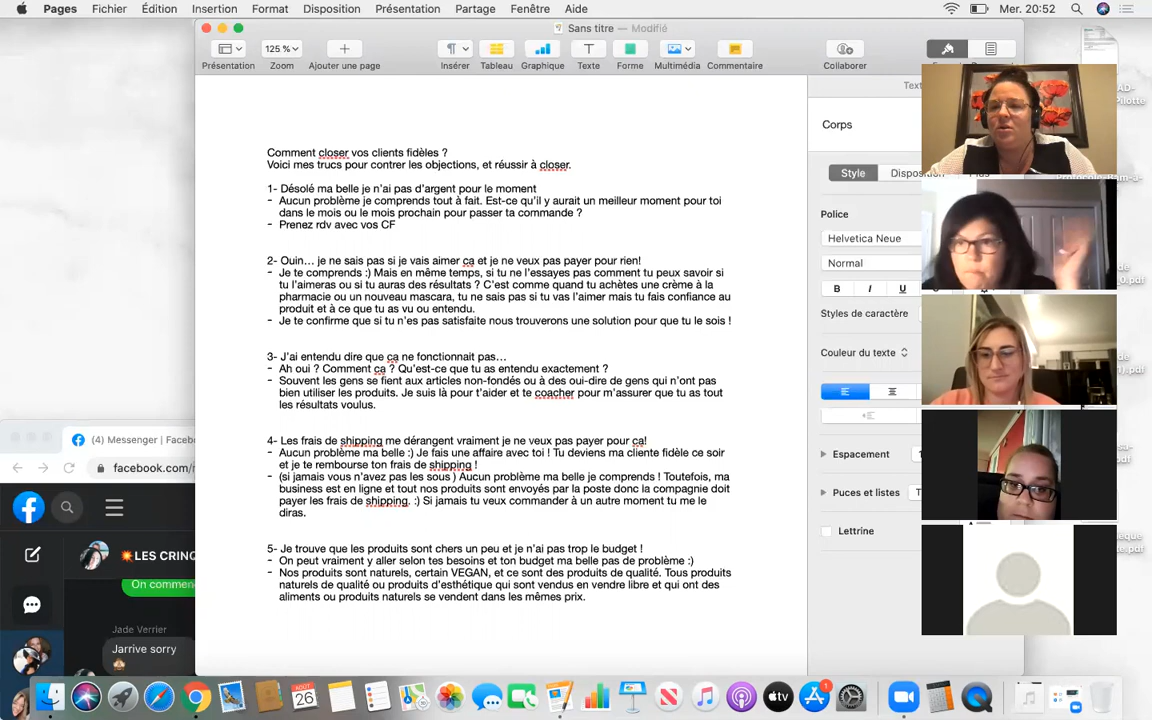 Pages Fichier Édition Insertion Format Disposition Présentation Partage Fenêtre Aide Mer. 20:52
Sans titre — Modifié
125 %
Présentation Zoom Ajouter une page Insérer Tableau Graphique Texte Forme Multimédia Commentaire Collaborer
Corps
Style
Police
Helvetica Neue
Normal
B I U
Styles de caractère
Couleur du texte
Espacement
Puces et listes
Lettrine
Comment closer vos clients fidèles ?
Voici mes trucs pour contrer les objections, et réussir à closer.
1- Désolé ma belle je n'ai pas d'argent pour le moment
- Aucun problème je comprends tout à fait. Est-ce qu'il y aurait un meilleur moment pour toi
dans le mois ou le mois prochain pour passer ta commande ?
- Prenez rdv avec vos CF
2- Ouin… je ne sais pas si je vais aimer ca et je ne veux pas payer pour rien!
- Je te comprends :) Mais en même temps, si tu ne l'essayes pas comment tu peux savoir si
tu l'aimeras ou si tu auras des résultats ? C'est comme quand tu achètes une crème à la
pharmacie ou un nouveau mascara, tu ne sais pas si tu vas l'aimer mais tu fais confiance au
produit et à ce que tu as vu ou entendu.
- Je te confirme que si tu n'es pas satisfaite nous trouverons une solution pour que tu le sois !
3- J'ai entendu dire que ca ne fonctionnait pas…
- Ah oui ? Comment ca ? Qu'est-ce que tu as entendu exactement ?
- Souvent les gens se fient aux articles non-fondés ou à des oui-dire de gens qui n'ont pas
bien utiliser les produits. Je suis là pour t'aider et te coacher pour m'assurer que tu as tout
les résultats voulus.
4- Les frais de shipping me dérangent vraiment je ne veux pas payer pour ca!
- Aucun problème ma belle :) Je fais une affaire avec toi ! Tu deviens ma cliente fidèle ce soir
et je te rembourse ton frais de shipping !
- (si jamais vous n'avez pas les sous ) Aucun problème ma belle je comprends ! Toutefois, ma
business est en ligne et tout nos produits sont envoyés par la poste donc la compagnie doit
payer les frais de shipping. :) Si jamais tu veux commander à un autre moment tu me le
diras.
5- Je trouve que les produits sont chers un peu et je n'ai pas trop le budget !
- On peut vraiment y aller selon tes besoins et ton budget ma belle pas de problème :)
- Nos produits sont naturels, certain VEGAN, et ce sont des produits de qualité. Tous produits
naturels de qualité ou produits d'esthétique qui sont vendus en vendre libre et qui ont des
aliments ou produits naturels se vendent dans les mêmes prix.
(4) Messenger | Facebo
facebook.com/
LES CRINQ
On commen
Jade Verrier
Jarrive sorry
AOÛT
26
tv
1